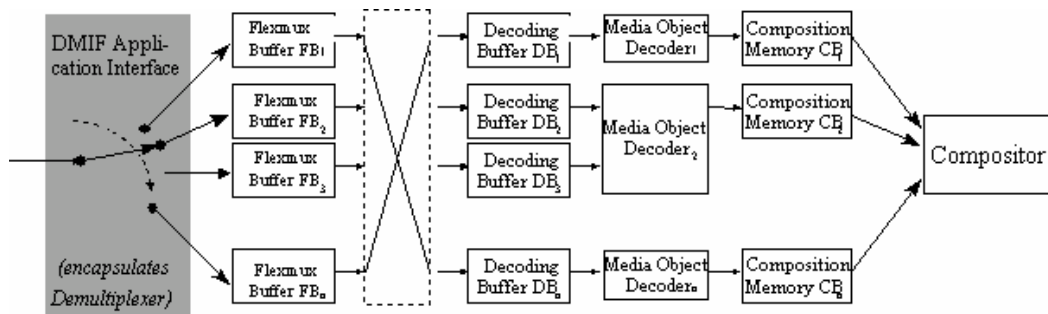 DMIF Appli-
cation Interface
(encapsulates
Demultiplexer)
Flexmux
Buffer FB1
Flexmux
Buffer FB2
Flexmux
Buffer FB3
Flexmux
Buffer FBn
Decoding
Buffer DB1
Decoding
Buffer DB2
Decoding
Buffer DB3
Decoding
Buffer DBn
Media Object
Decoder1
Media Object
Decoder2
Media Object
Decodern
Composition
Memory CB1
Composition
Memory CB2
Composition
Memory CBn
Compositor